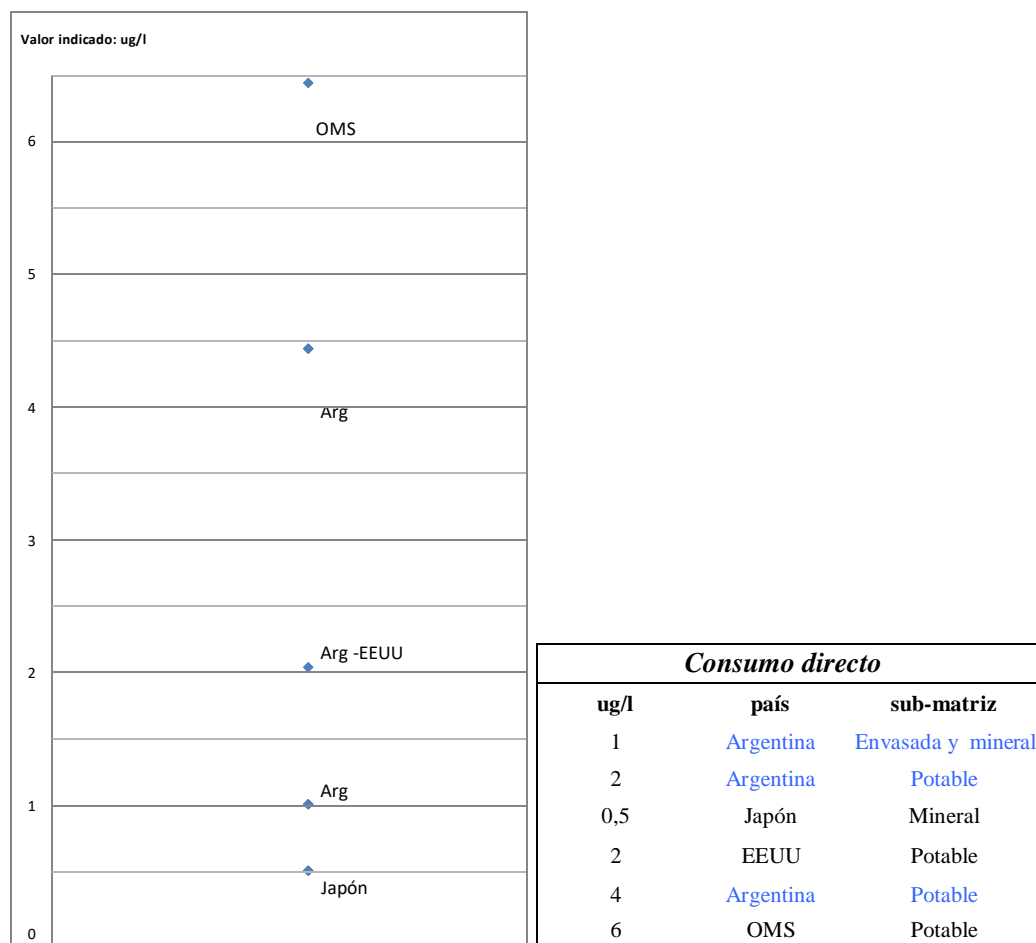 Valor indicado: ug/l
OMS
6
5
4
Arg
3
Arg -EEUU
2
Arg
1
Japón
0
Consumo directo
ug/l país sub-matriz
1 Argentina Envasada y mineral
2 Argentina Potable
0,5 Japón Mineral
2 EEUU Potable
4 Argentina Potable
6 OMS Potable